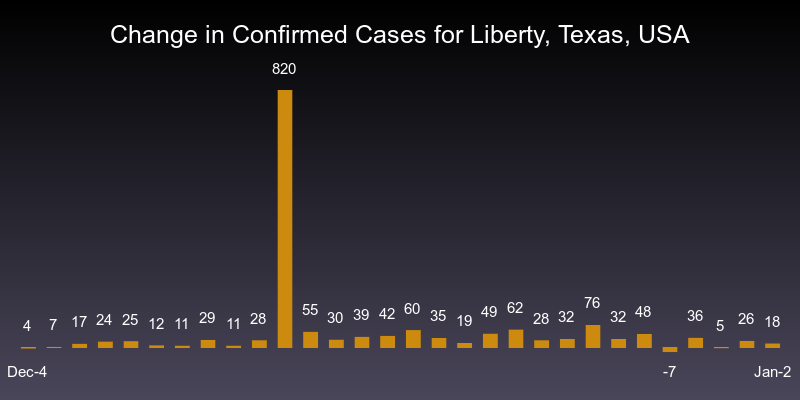 Change in Confirmed Cases for Liberty, Texas, USA
820
4 7 17 24 25 12 11 29 11 28 55 30 39 42 60 35 19 49 62 28 32 76 32 48 36 5 26 18
Dec-4 -7 Jan-2